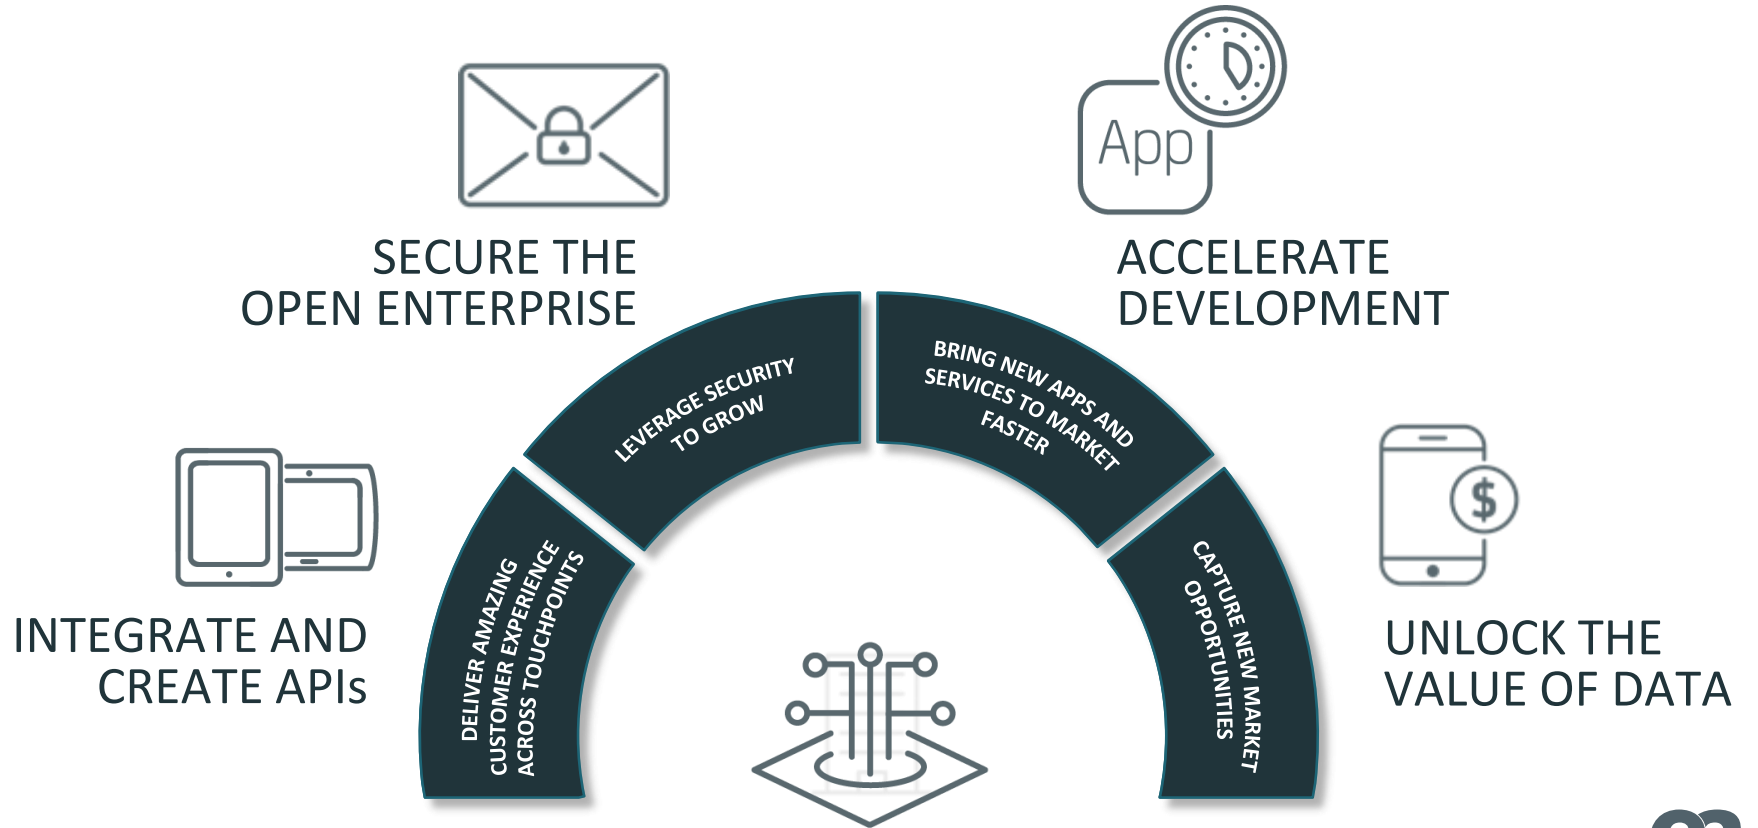 App
SECURE THE
OPEN ENTERPRISE
ACCELERATE
DEVELOPMENT
LEVERAGE SECURITY
TO GROW
BRING NEW APPS AND
SERVICES TO MARKET
FASTER
$
INTEGRATE AND
CREATE APIs
DELIVER AMAZING
CUSTOMER EXPERIENCE
ACROSS TOUCHPOINTS
CAPTURE NEW MARKET
OPPORTUNITIES
UNLOCK THE
VALUE OF DATA